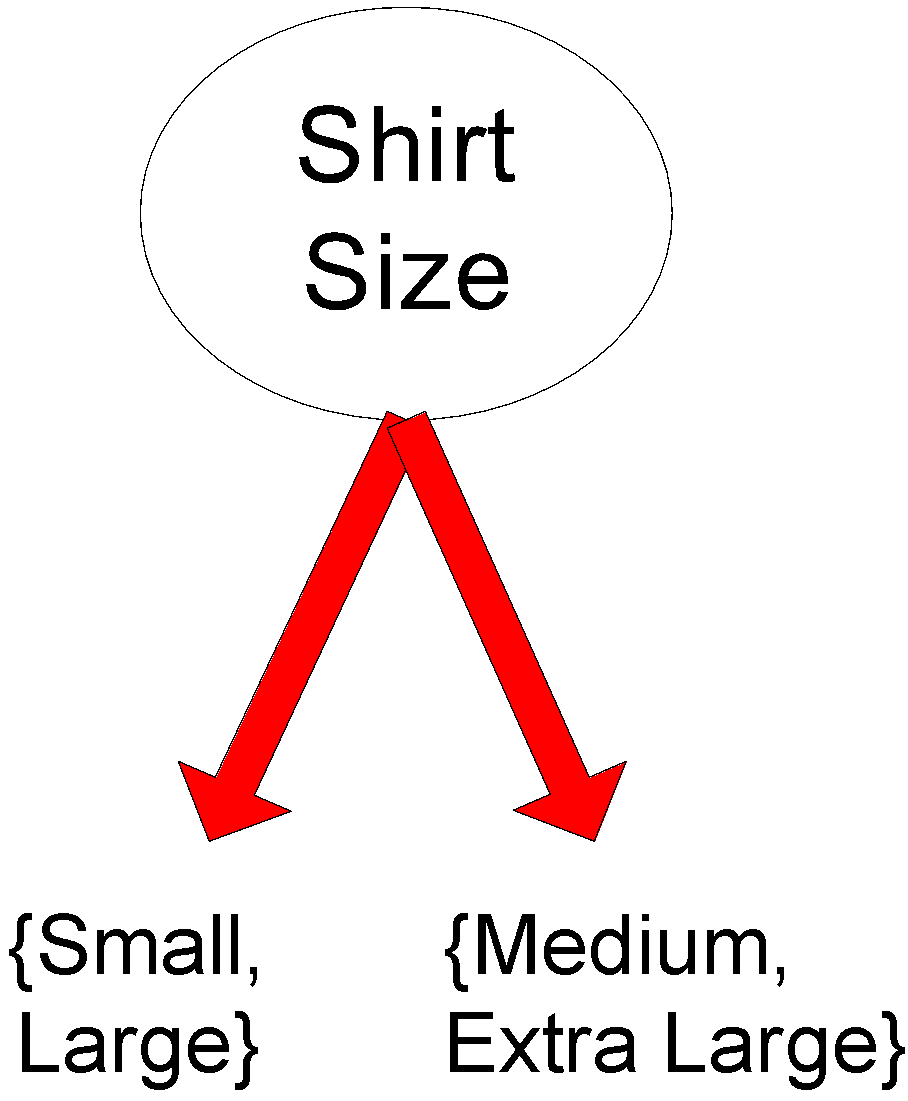 Shirt
Size
{Small,
Large}
{Medium,
Extra Large}